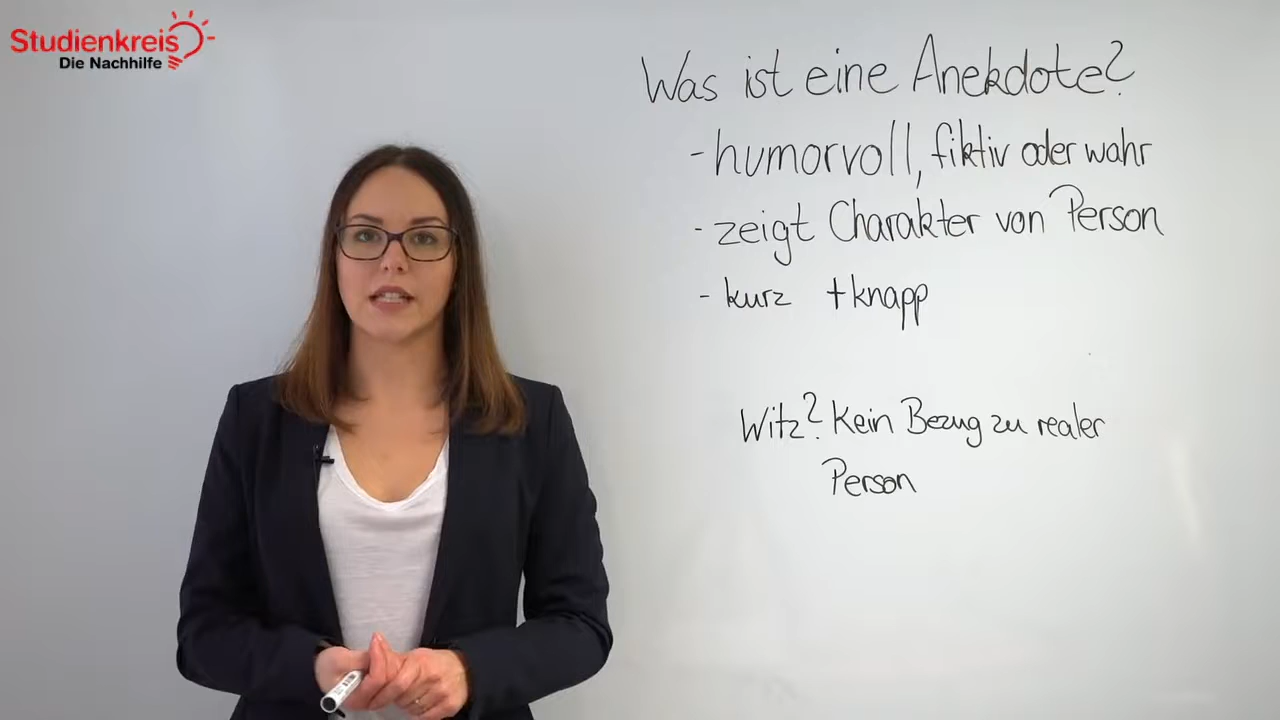 Studienkreis
Die Nachhilfe
Was ist eine Anekdote?
- humorvoll, fiktiv oder wahr
- zeigt Charakter von Person
- kurz + knapp
Witz? Kein Bezug zu realer
Person